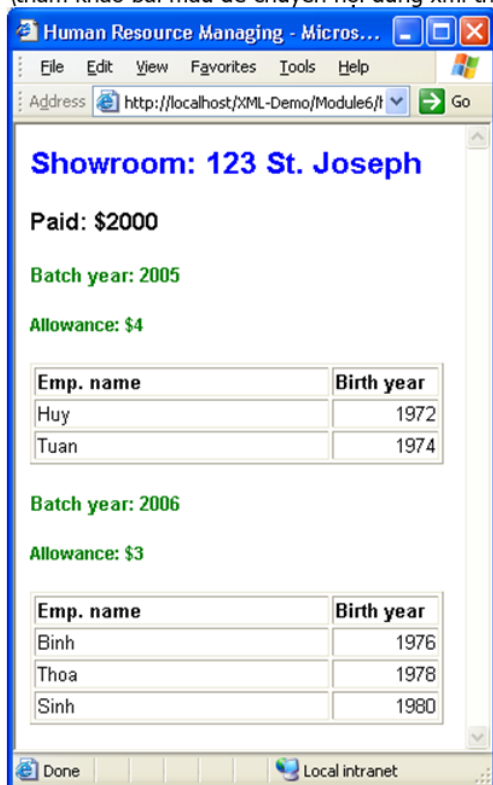 Human Resource Managing - Micros...
File Edit View Favorites Tools Help
Address http://localhost/XML-Demo/Module6/ Go
Showroom: 123 St. Joseph
Paid: $2000
Batch year: 2005
Allowance: $4
Emp. name Birth year
Huy 1972
Tuan 1974
Batch year: 2006
Allowance: $3
Emp. name Birth year
Binh 1976
Thoa 1978
Sinh 1980
Done Local intranet